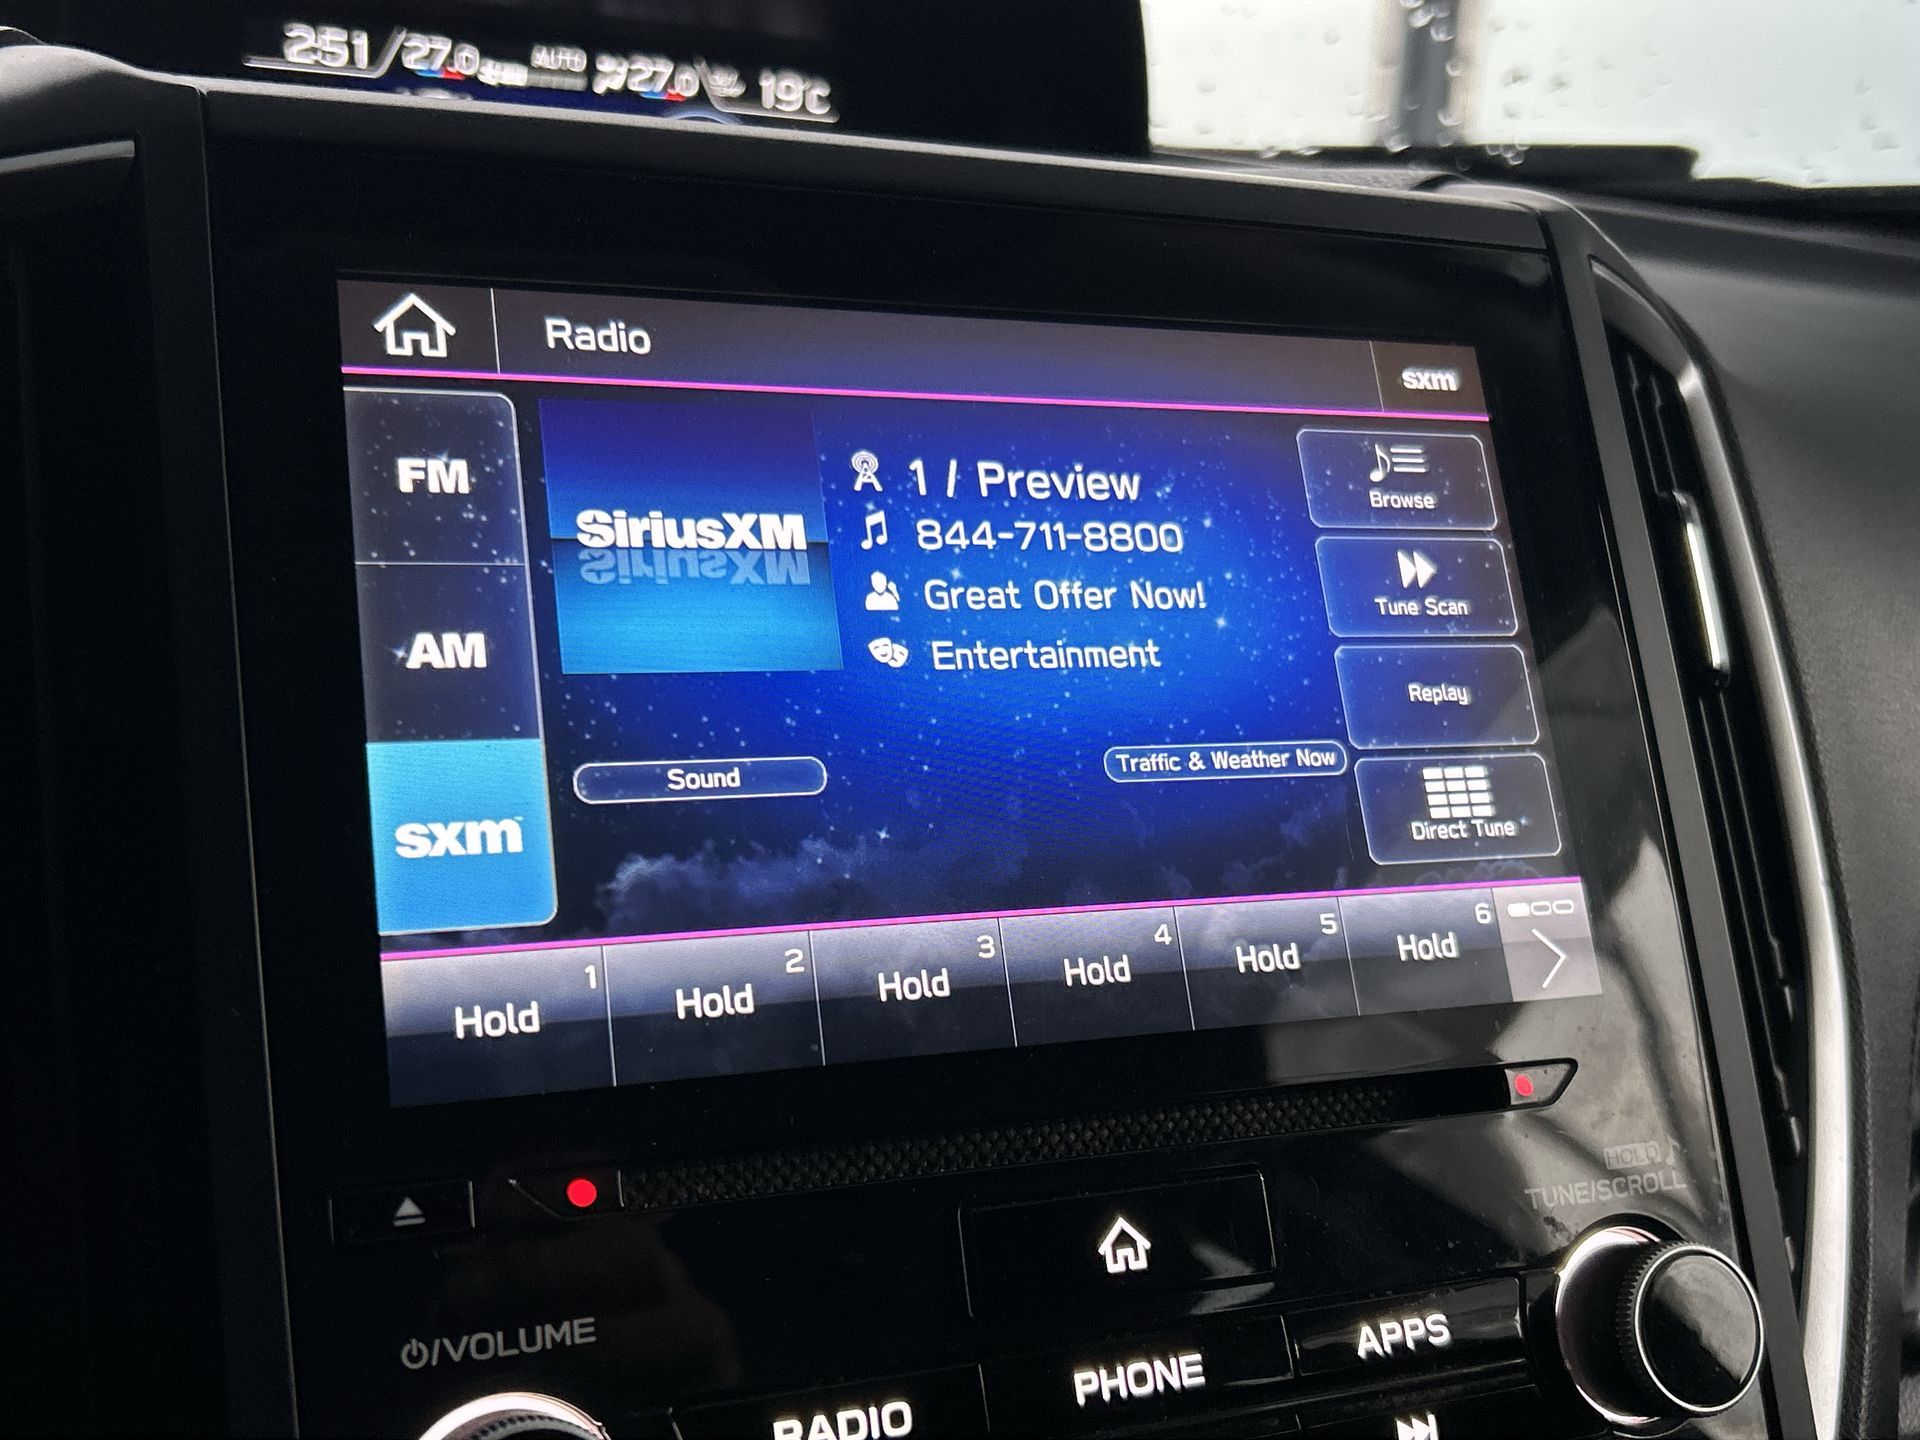 2:51 27.0 AUTO 27.0 19°C
Radio
sxm
FM
AM
sxm
SiriusXM
1 / Preview
844-711-8800
Great Offer Now!
Entertainment
Browse
Tune Scan
Replay
Direct Tune
Sound
Traffic & Weather Now
1 Hold
2 Hold
3 Hold
4 Hold
5 Hold
6 Hold
HOLD
TUNE/SCROLL
/VOLUME
RADIO
PHONE
APPS